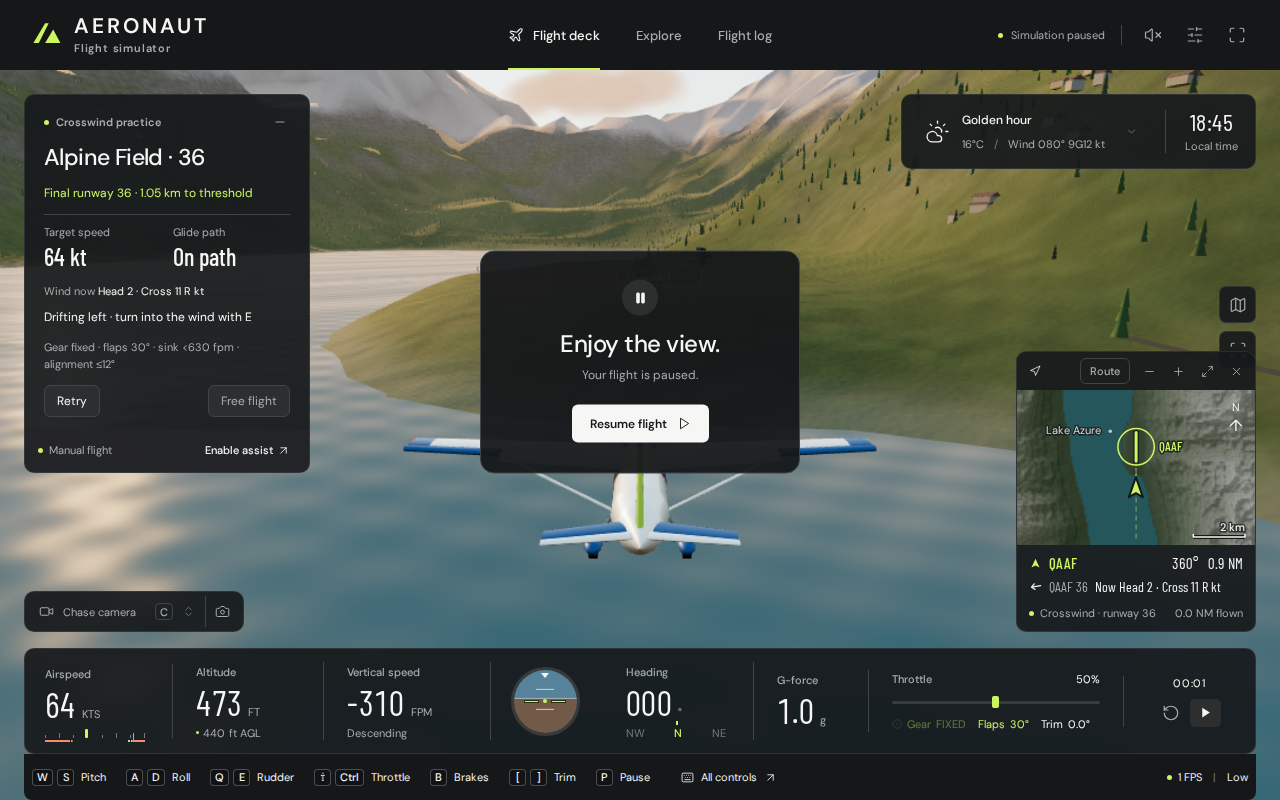 AERONAUT
Flight simulator
Flight deck
Explore
Flight log
Simulation paused
Crosswind practice
Alpine Field · 36
Final runway 36 · 1.05 km to threshold
Target speed
Glide path
64 kt
On path
Wind now Head 2 · Cross 11 R kt
Drifting left · turn into the wind with E
Gear fixed · flaps 30° · sink <630 fpm ·
alignment ≤12°
Retry
Free flight
Manual flight
Enable assist
Golden hour
16°C / Wind 080° 9G12 kt
18:45
Local time
Enjoy the view.
Your flight is paused.
Resume flight
Route
N
Lake Azure
QAAF
2 km
QAAF
360° 0.9 NM
QAAF 36 Now Head 2 · Cross 11 R kt
Crosswind · runway 36
0.0 NM flown
Chase camera
C
Airspeed
64 KTS
Altitude
473 FT
440 ft AGL
Vertical speed
-310 FPM
Descending
Heading
000 °
NW N NE
G-force
1.0 g
Throttle
50%
Gear FIXED
Flaps 30°
Trim 0.0°
00:01
W S Pitch
A D Roll
Q E Rudder
↑ Ctrl Throttle
B Brakes
[ ] Trim
P Pause
All controls
1 FPS | Low